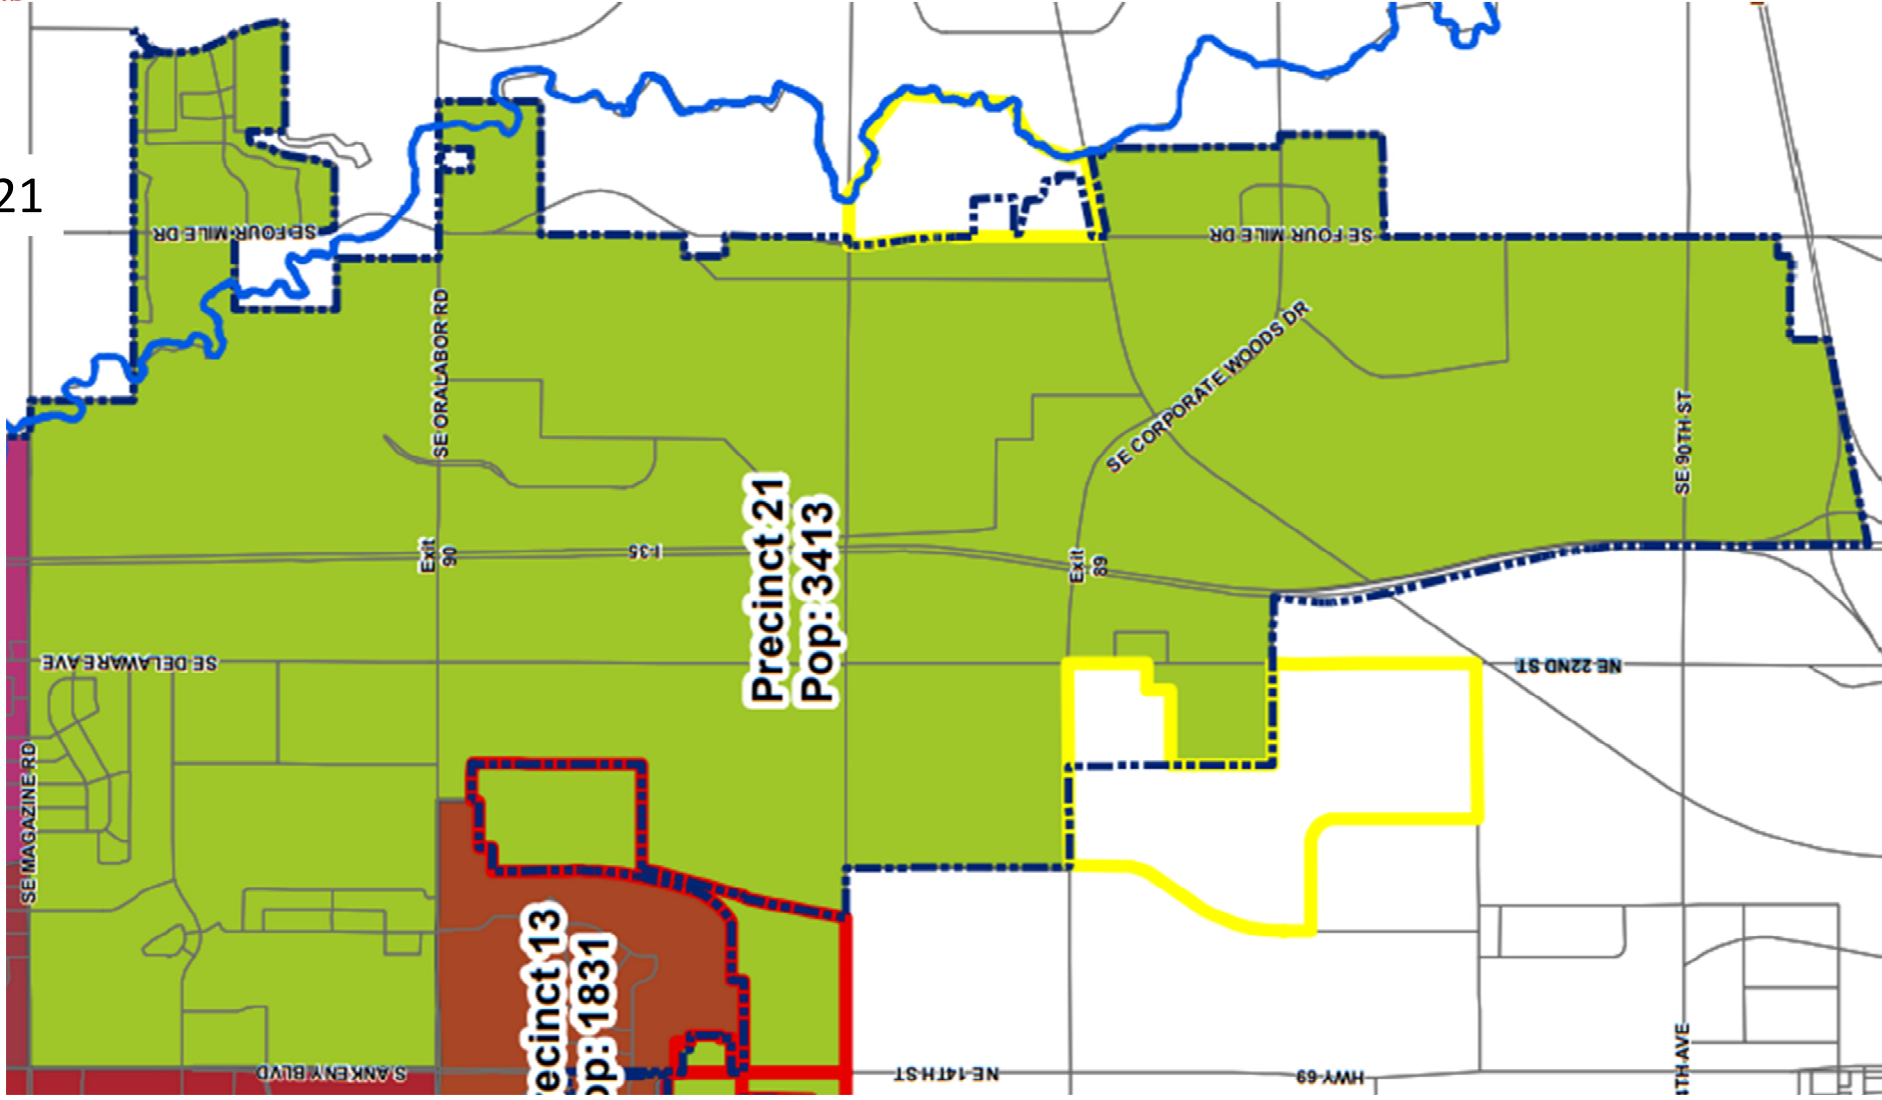 21
SE FOUR MILE DR
SE FOUR MILE DR
SE ORALABOR RD
SE CORPORATE WOODS DR
SE 90TH ST
Precinct 21
Pop: 3413
Exit
90
I-35
Exit
89
SE DELAWARE AVE
NE 22ND ST
SE MAGAZINE RD
recinct 13
op: 1831
S ANKENY BLVD
NE 14TH ST
HWY 69
4TH AVE